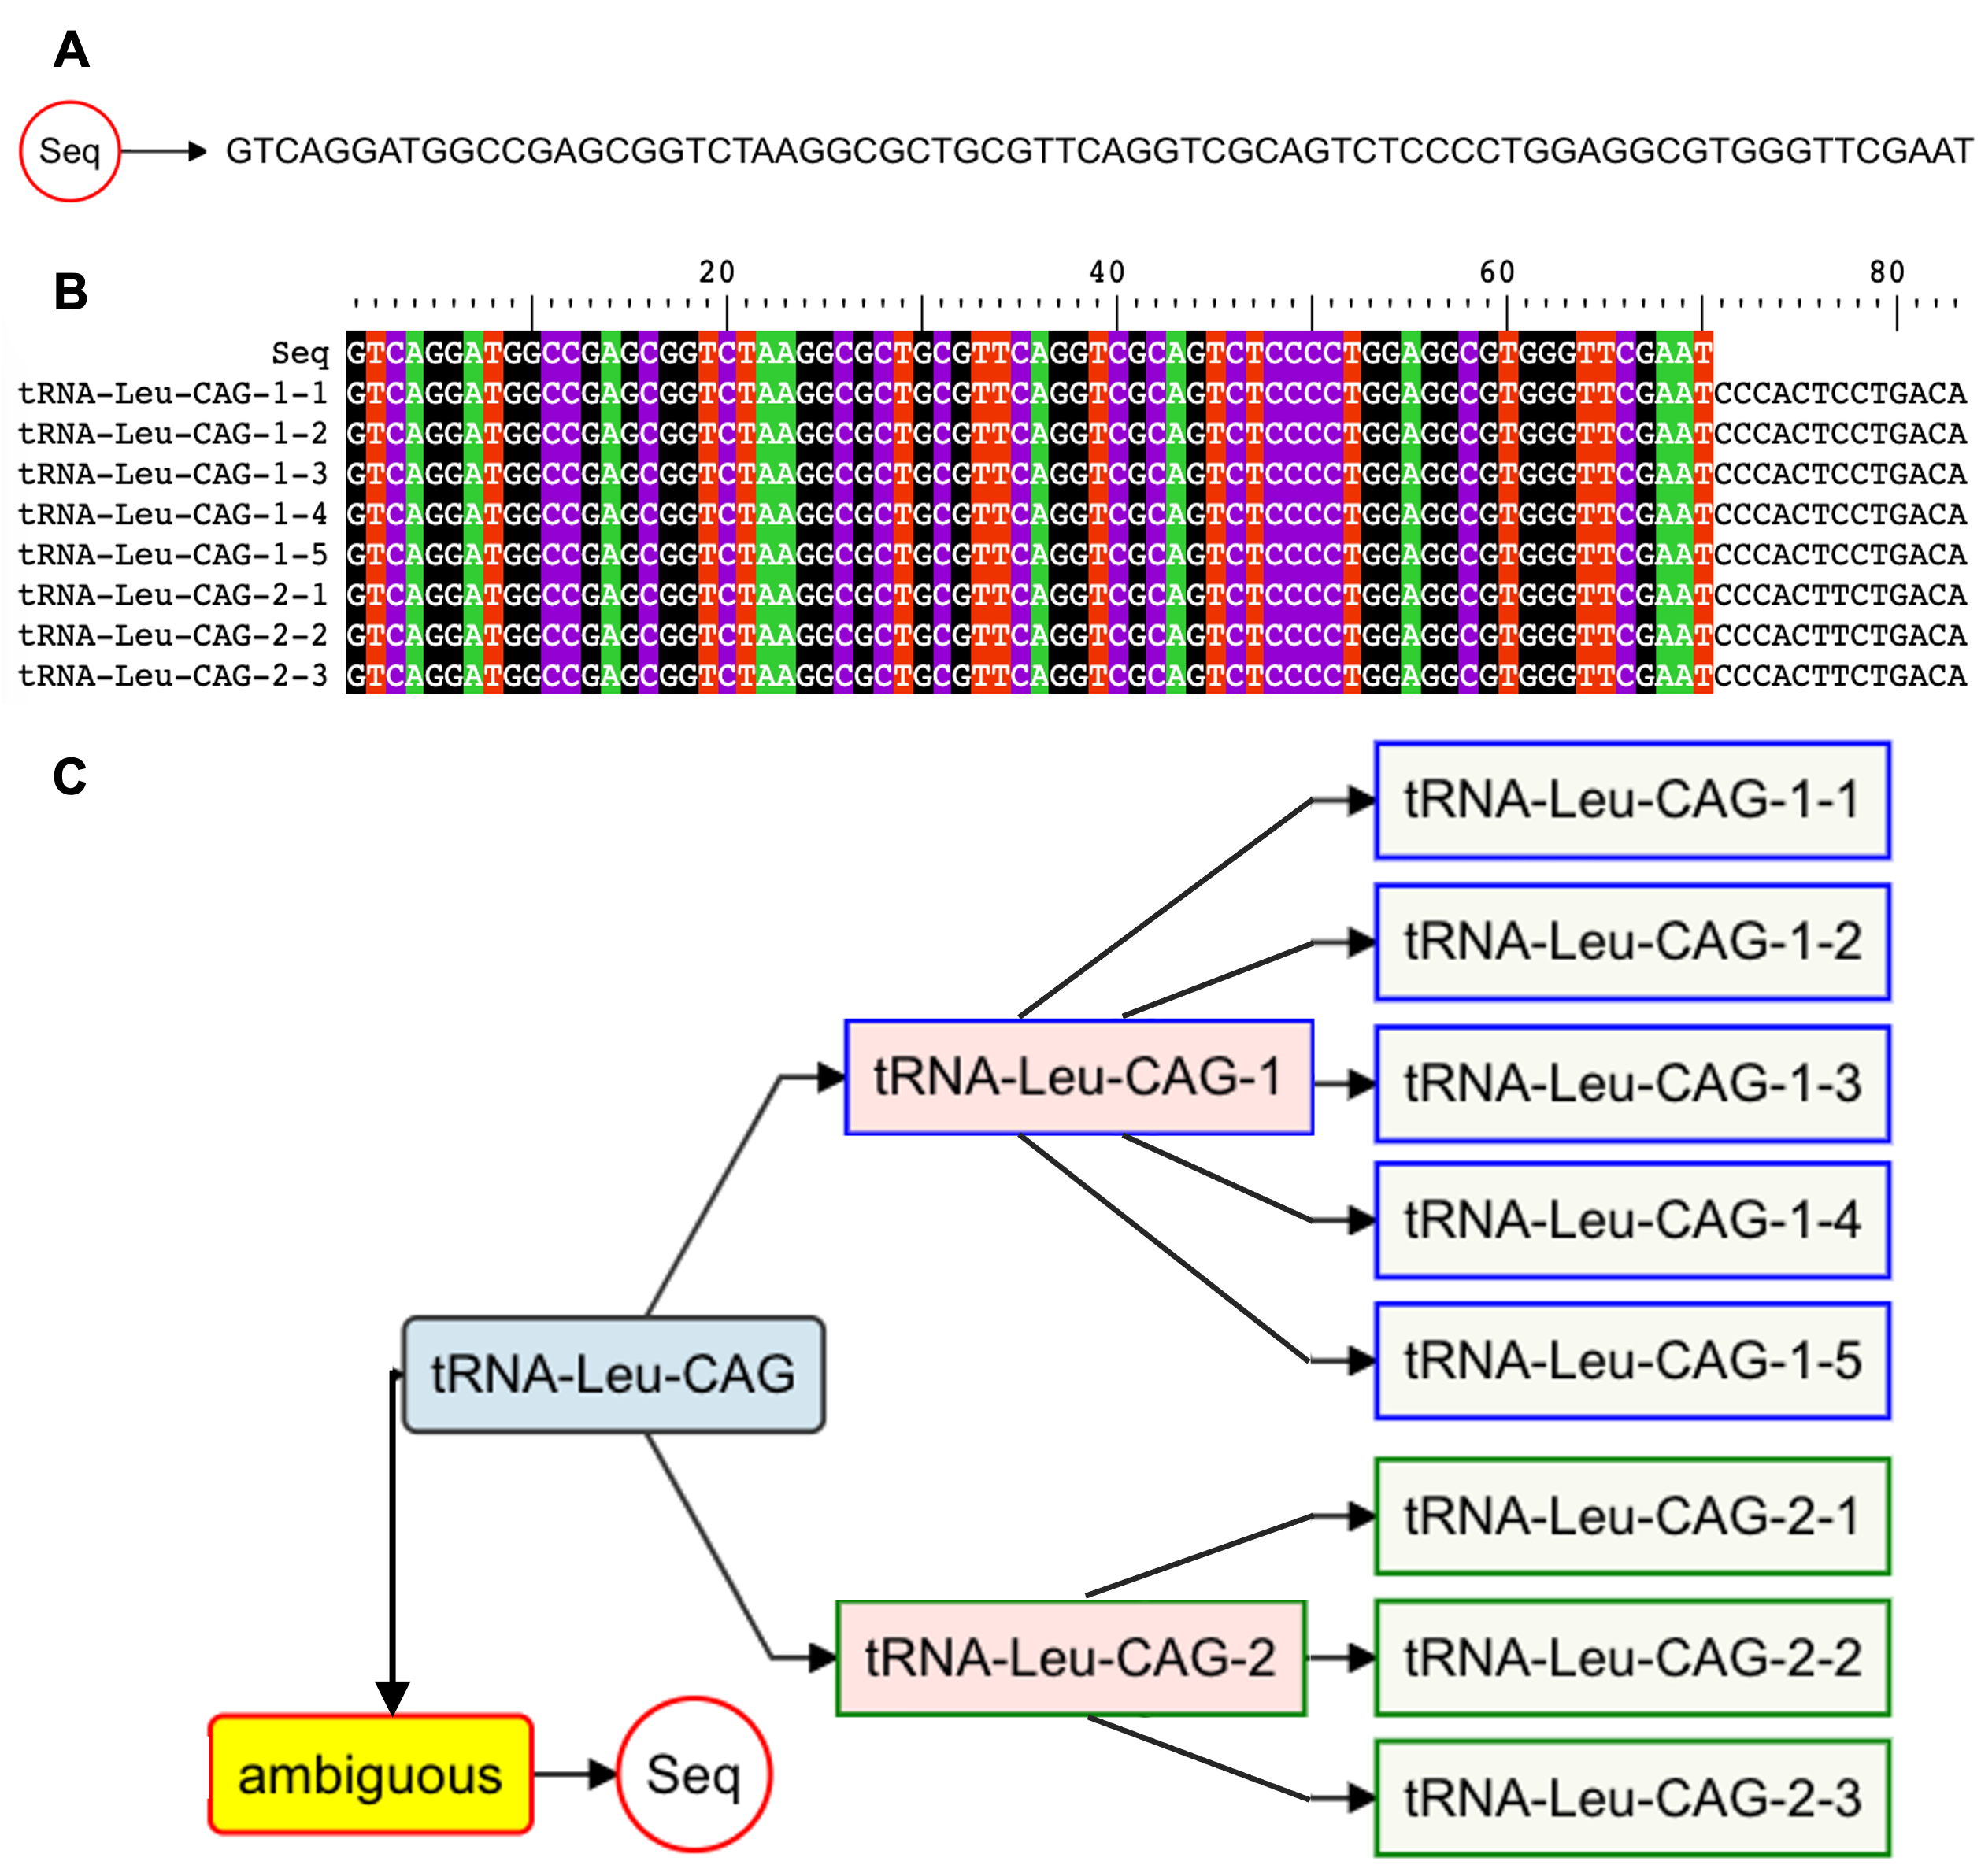 A
Seq GTCAGGATGGCCGAGCGGTCTAAGGCGCTGCGTTCAGGTCGCAGTCTCCCCTGGAGGCGTGGGTTCGAAT
B
20 40 60 80
Seq GTCAGGATGGCCGAGCGGTCTAAGGCGCTGCGTTCAGGTCGCAGTCTCCCCTGGAGGCGTGGGTTCGAAT
tRNA-Leu-CAG-1-1 GTCAGGATGGCCGAGCGGTCTAAGGCGCTGCGTTCAGGTCGCAGTCTCCCCTGGAGGCGTGGGTTCGAATCCCACTCCTGACA
tRNA-Leu-CAG-1-2 GTCAGGATGGCCGAGCGGTCTAAGGCGCTGCGTTCAGGTCGCAGTCTCCCCTGGAGGCGTGGGTTCGAATCCCACTCCTGACA
tRNA-Leu-CAG-1-3 GTCAGGATGGCCGAGCGGTCTAAGGCGCTGCGTTCAGGTCGCAGTCTCCCCTGGAGGCGTGGGTTCGAATCCCACTCCTGACA
tRNA-Leu-CAG-1-4 GTCAGGATGGCCGAGCGGTCTAAGGCGCTGCGTTCAGGTCGCAGTCTCCCCTGGAGGCGTGGGTTCGAATCCCACTCCTGACA
tRNA-Leu-CAG-1-5 GTCAGGATGGCCGAGCGGTCTAAGGCGCTGCGTTCAGGTCGCAGTCTCCCCTGGAGGCGTGGGTTCGAATCCCACTCCTGACA
tRNA-Leu-CAG-2-1 GTCAGGATGGCCGAGCGGTCTAAGGCGCTGCGTTCAGGTCGCAGTCTCCCCTGGAGGCGTGGGTTCGAATCCCACTTCTGACA
tRNA-Leu-CAG-2-2 GTCAGGATGGCCGAGCGGTCTAAGGCGCTGCGTTCAGGTCGCAGTCTCCCCTGGAGGCGTGGGTTCGAATCCCACTTCTGACA
tRNA-Leu-CAG-2-3 GTCAGGATGGCCGAGCGGTCTAAGGCGCTGCGTTCAGGTCGCAGTCTCCCCTGGAGGCGTGGGTTCGAATCCCACTTCTGACA
C
tRNA-Leu-CAG-1-1
tRNA-Leu-CAG-1-2
tRNA-Leu-CAG-1
tRNA-Leu-CAG-1-3
tRNA-Leu-CAG-1-4
tRNA-Leu-CAG
tRNA-Leu-CAG-1-5
tRNA-Leu-CAG-2-1
tRNA-Leu-CAG-2
tRNA-Leu-CAG-2-2
ambiguous
Seq
tRNA-Leu-CAG-2-3